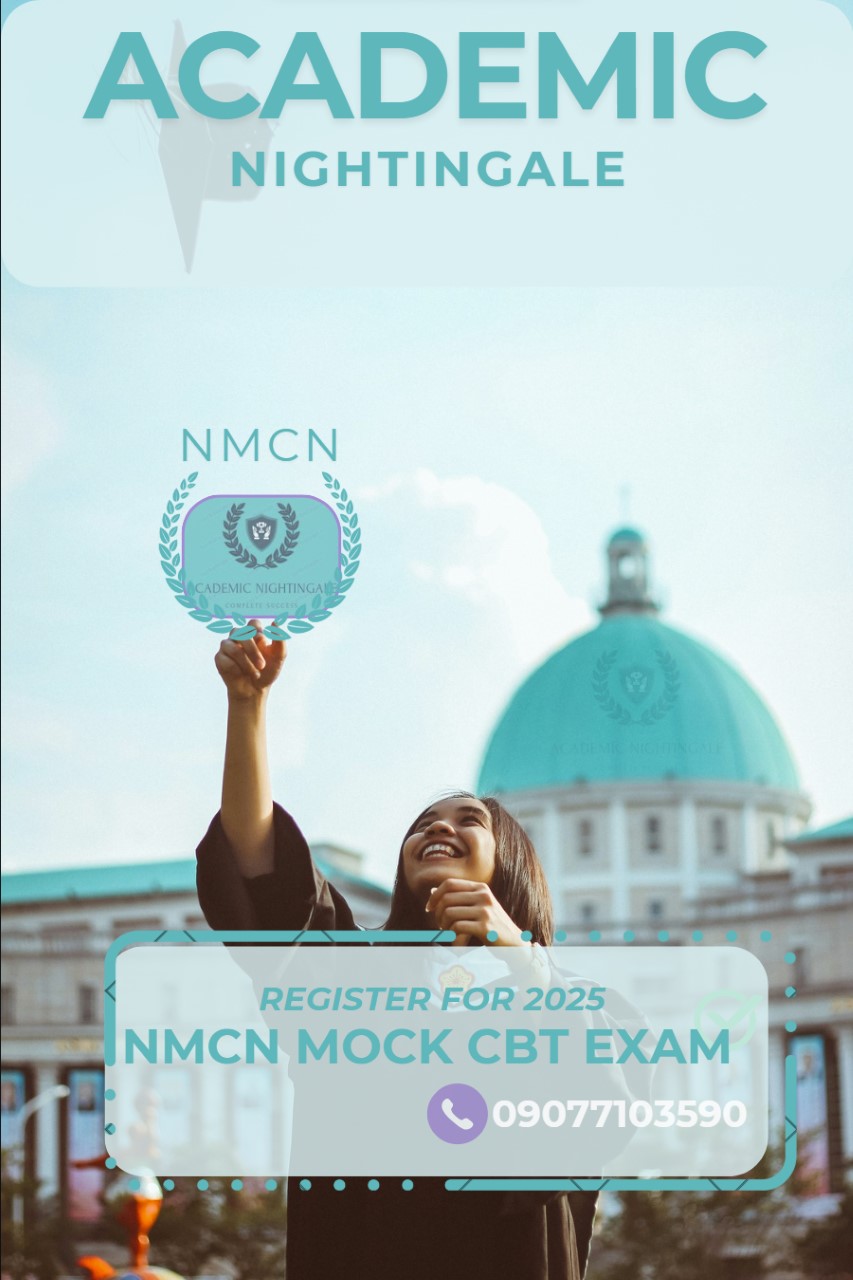 ACADEMIC
NIGHTINGALE
NMCN
ACADEMIC NIGHTINGALE
COMPLETE SUCCESS
ACADEMIC NIGHTINGALE
REGISTER FOR 2025
NMCN MOCK CBT EXAM
09077103590